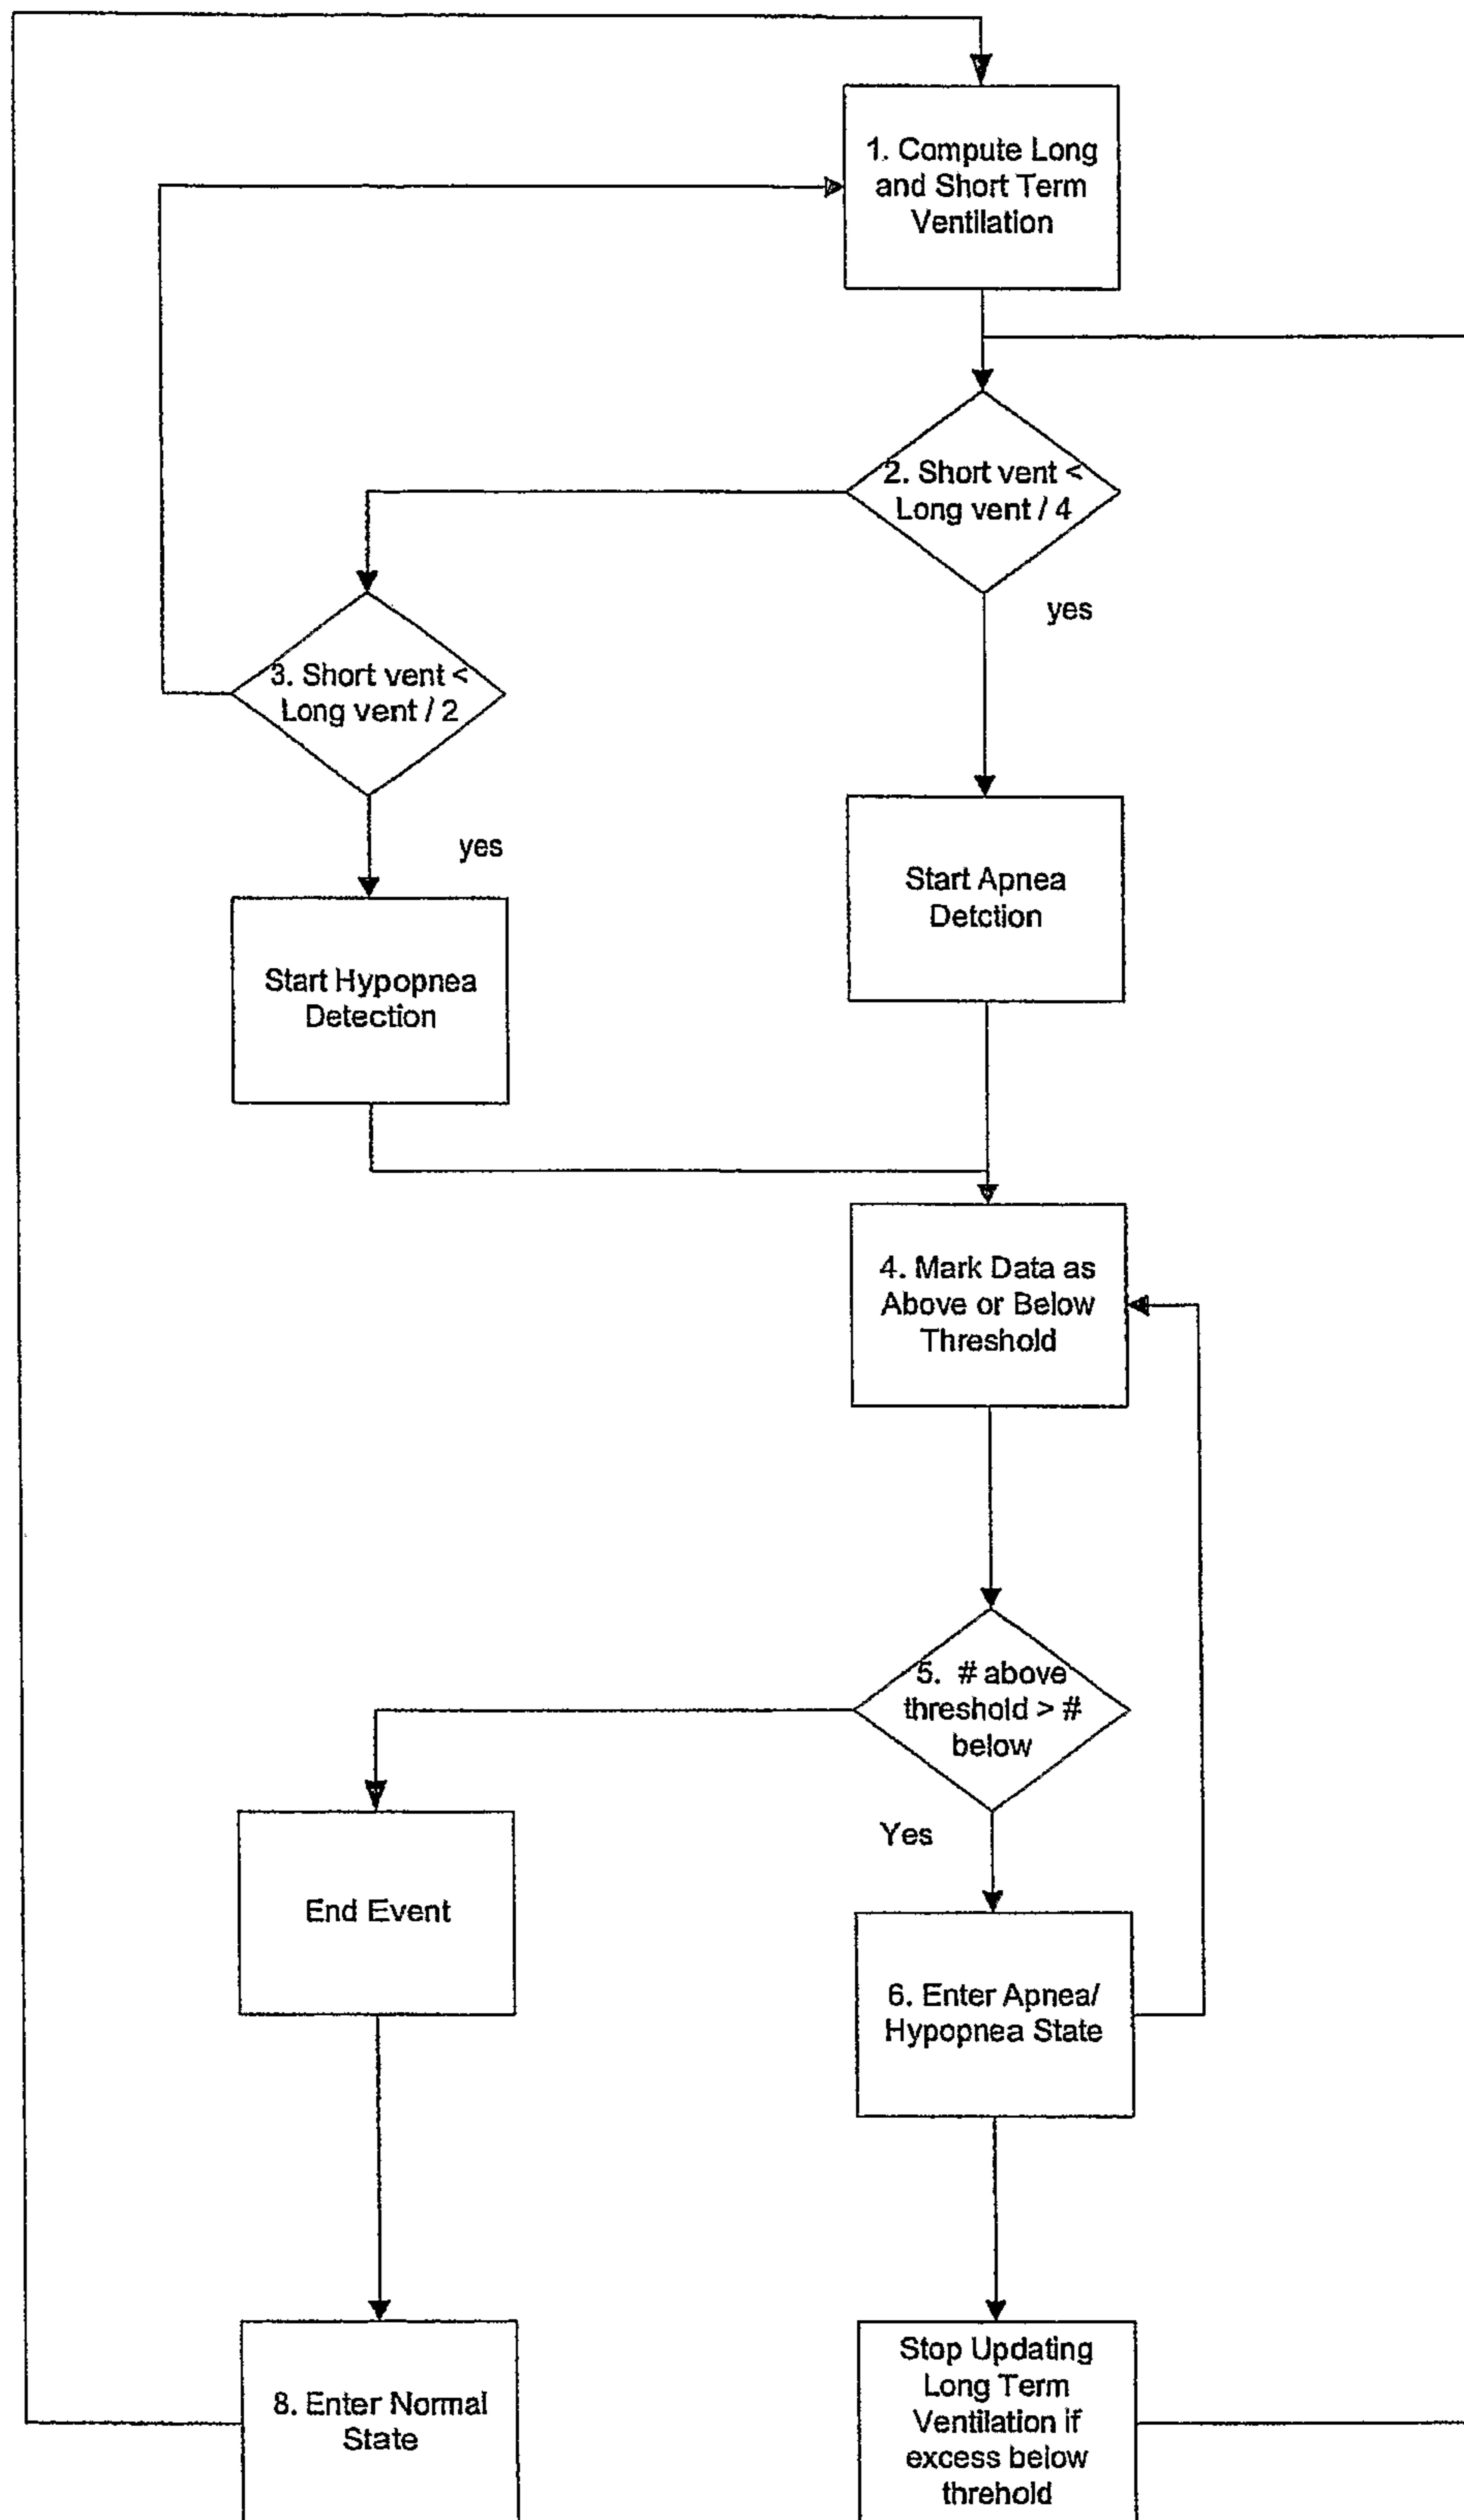 1. Compute Long
and Short Term
Ventilation
2. Short vent <
Long vent / 4
yes
3. Short vent <
Long vent / 2
yes
Start Apnea
Detction
Start Hypopnea
Detection
4. Mark Data as
Above or Below
Threshold
5. # above
threshold > #
below
Yes
End Event
6. Enter Apnea/
Hypopnea State
8. Enter Normal
State
Stop Updating
Long Term
Ventilation if
excess below
threhold